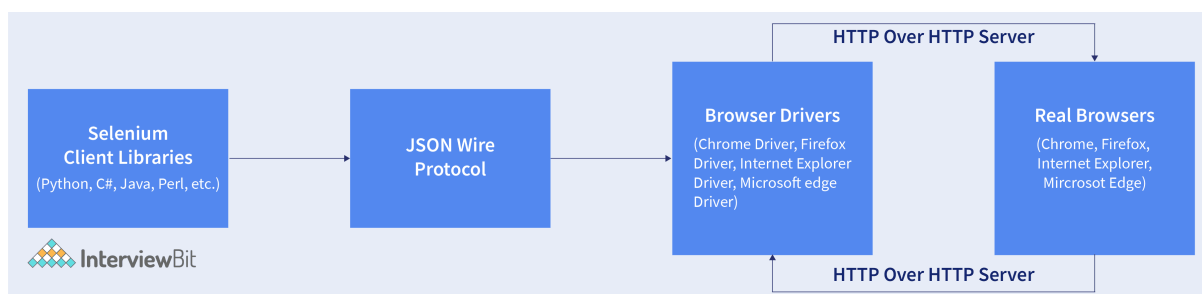 HTTP Over HTTP Server
Selenium
Client Libraries
(Python, C#, Java, Perl, etc.)
JSON Wire
Protocol
Browser Drivers
(Chrome Driver, Firefox
Driver, Internet Explorer
Driver, Microsoft edge
Driver)
Real Browsers
(Chrome, Firefox,
Internet Explorer,
Mircrosot Edge)
InterviewBit
HTTP Over HTTP Server